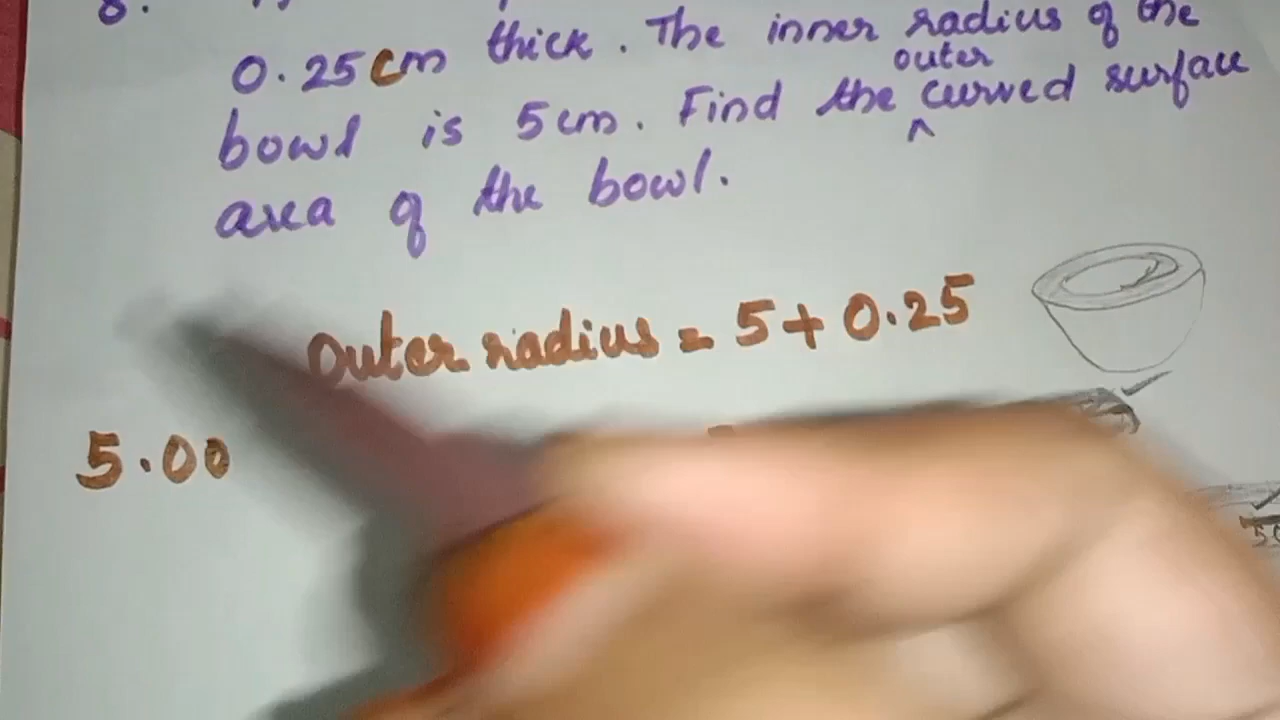 8.
0.25cm thick. The inner radius of the
outer
bowl is 5cm. Find the ^ curved surface
area of the bowl.
Outer radius = 5+0.25
5.00